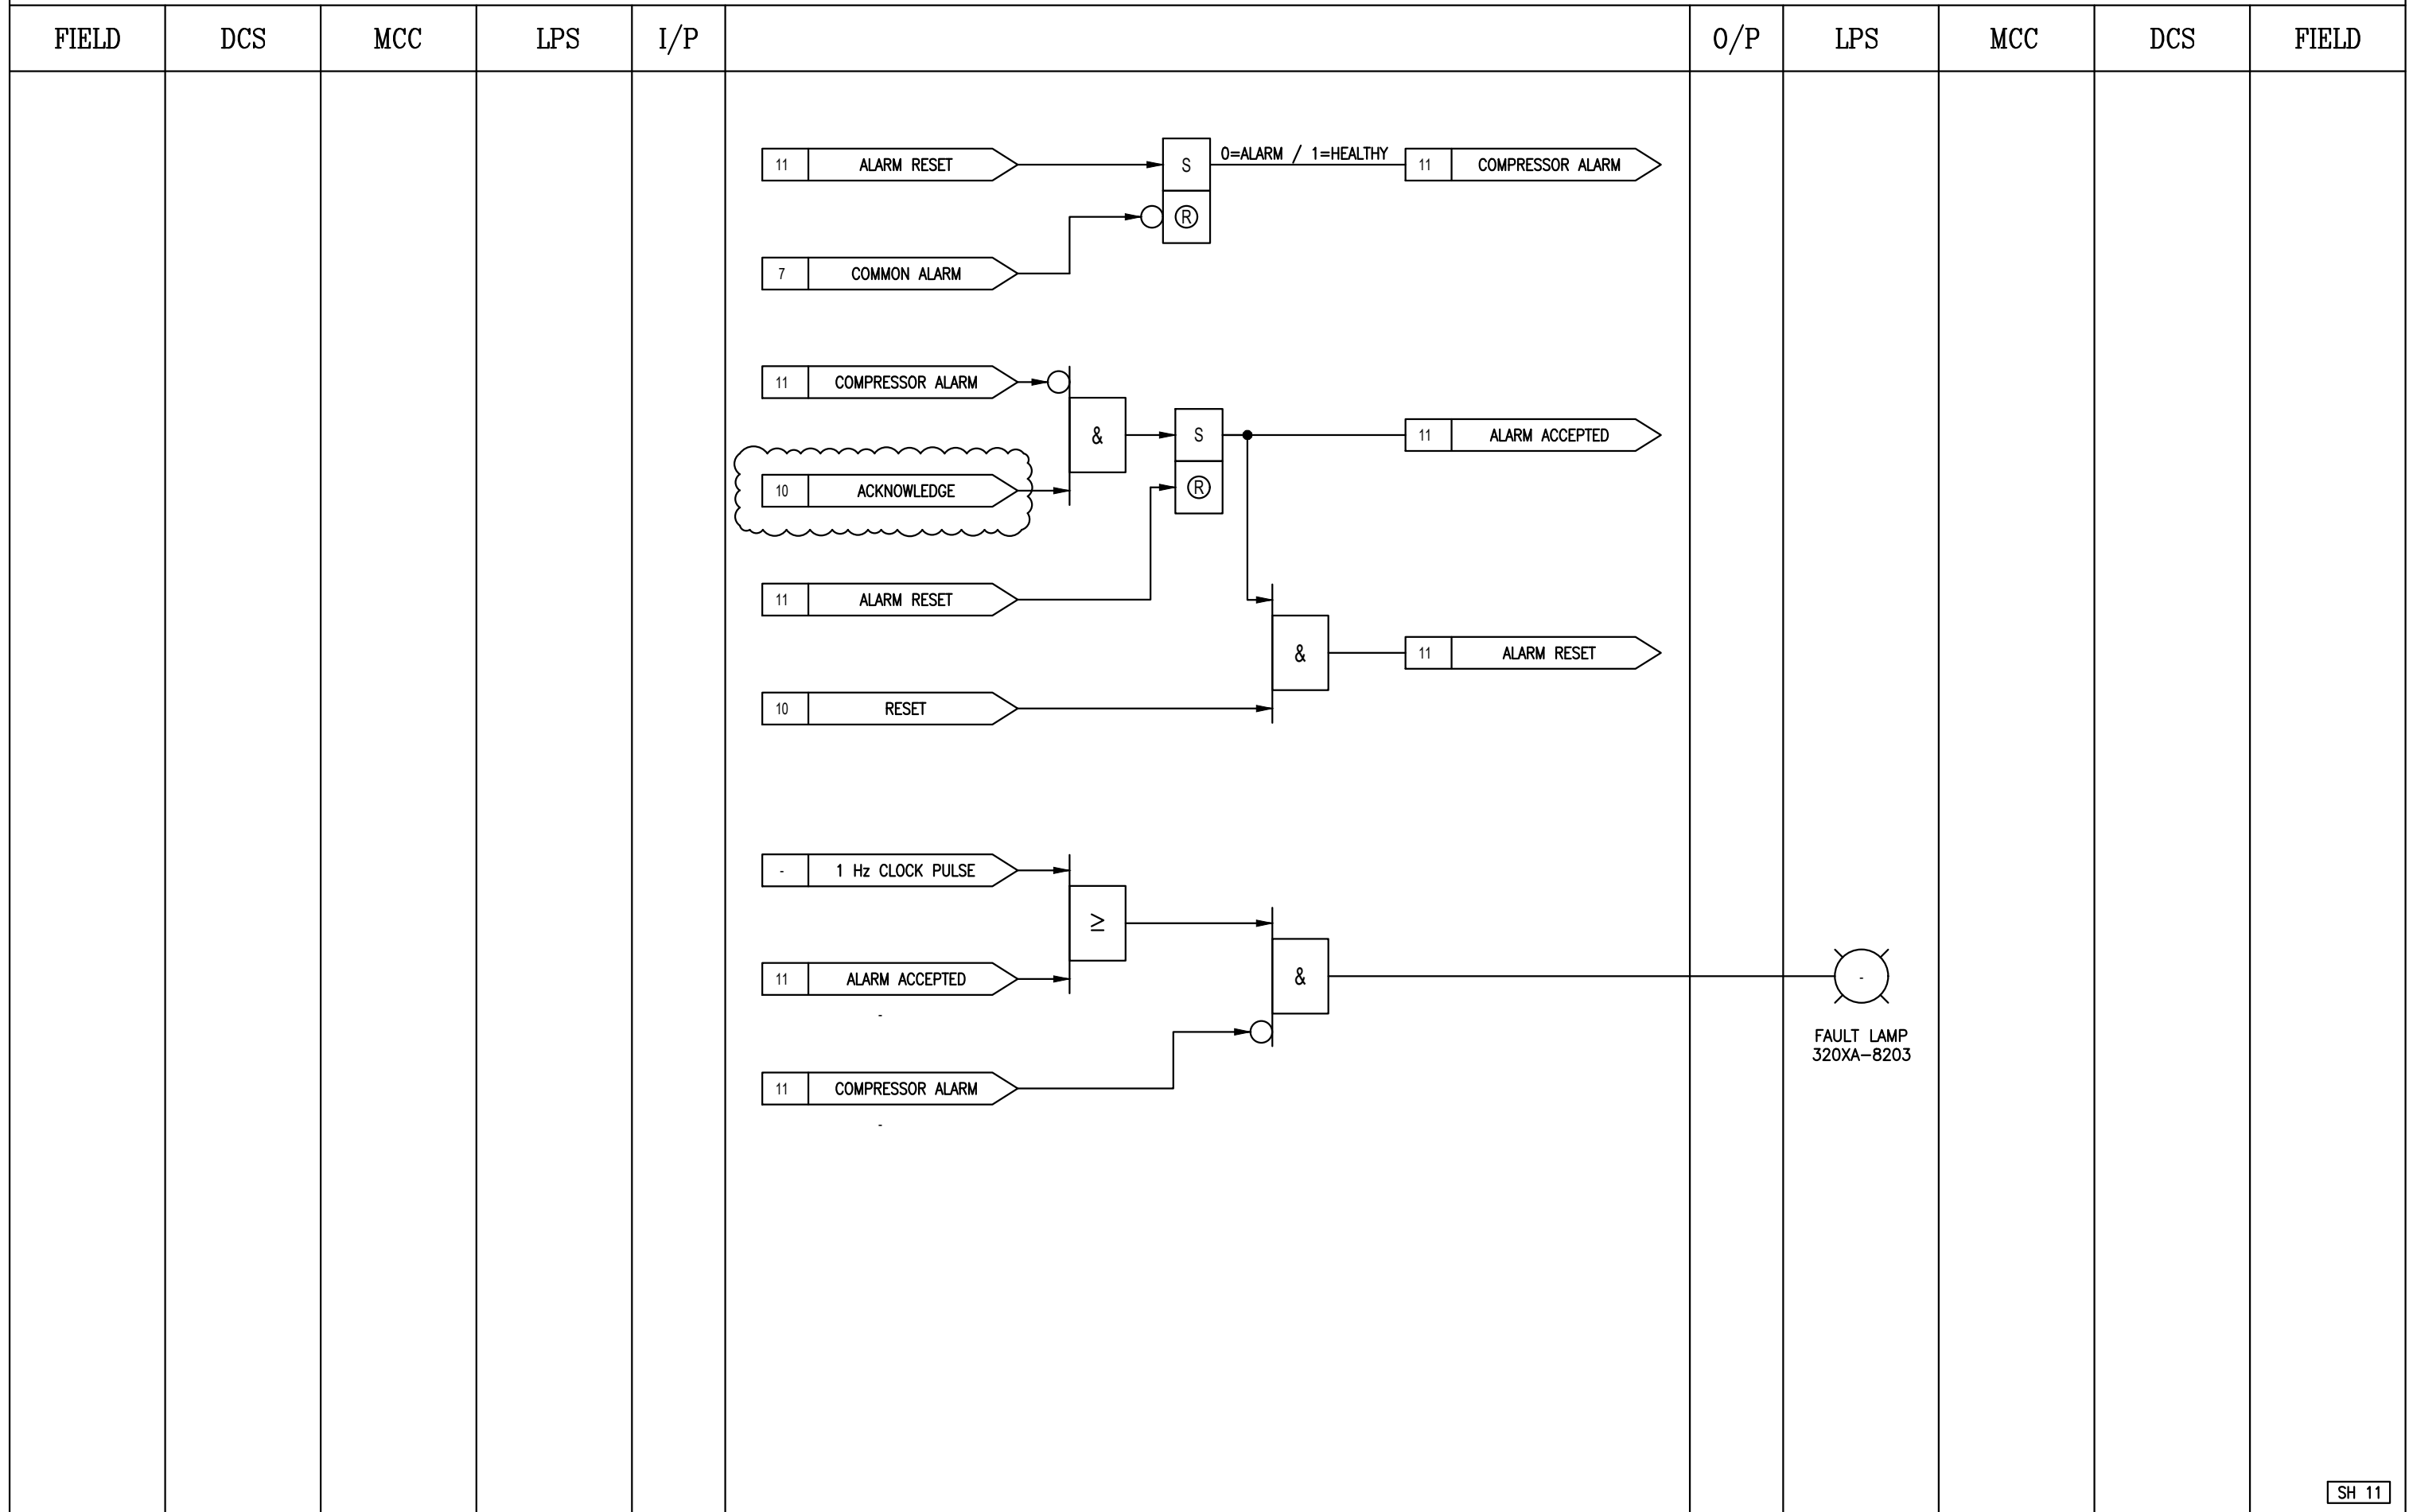 FIELD DCS MCC LPS I/P O/P LPS MCC DCS FIELD
11 ALARM RESET S 0=ALARM / 1=HEALTHY 11 COMPRESSOR ALARM
R
7 COMMON ALARM
11 COMPRESSOR ALARM
& S 11 ALARM ACCEPTED
10 ACKNOWLEDGE R
11 ALARM RESET
& 11 ALARM RESET
10 RESET
- 1 Hz CLOCK PULSE
≥
11 ALARM ACCEPTED & -
-
FAULT LAMP
320XA-8203
11 COMPRESSOR ALARM
-
SH 11